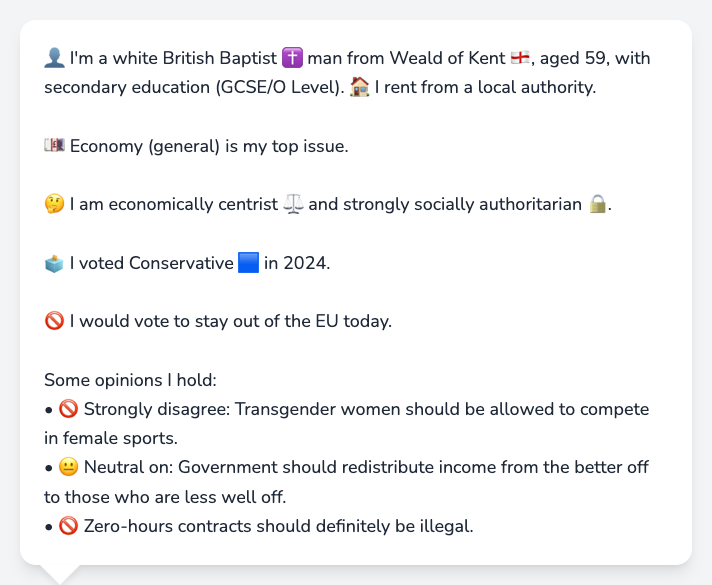 👤 I'm a white British Baptist ✝️ man from Weald of Kent 🏴󠁧󠁢󠁥󠁮󠁧󠁿, aged 59, with
secondary education (GCSE/O Level). 🏠 I rent from a local authority.
💷 Economy (general) is my top issue.
🤔 I am economically centrist ⚖️ and strongly socially authoritarian 🔒.
🗳️ I voted Conservative 🟦 in 2024.
🚫 I would vote to stay out of the EU today.
Some opinions I hold:
• 🚫 Strongly disagree: Transgender women should be allowed to compete
in female sports.
• 😐 Neutral on: Government should redistribute income from the better off
to those who are less well off.
• 🚫 Zero-hours contracts should definitely be illegal.